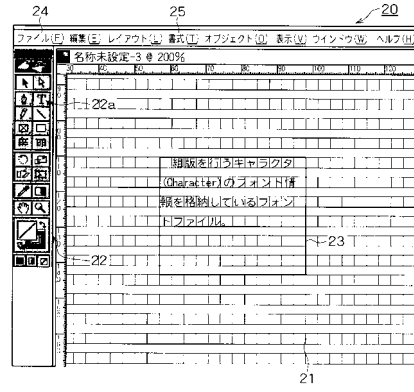 24
25
20
ファイル(F) 編集(E) レイアウト(L) 書式(T) オブジェクト(O) 表示(V) ウインドウ(W) ヘルプ(H)
名称未設定-3 @ 200%
22a
組版を行うキャラクタ
(Character)のフォント情
報を格納しているフォン
トファイル。
23
22
21